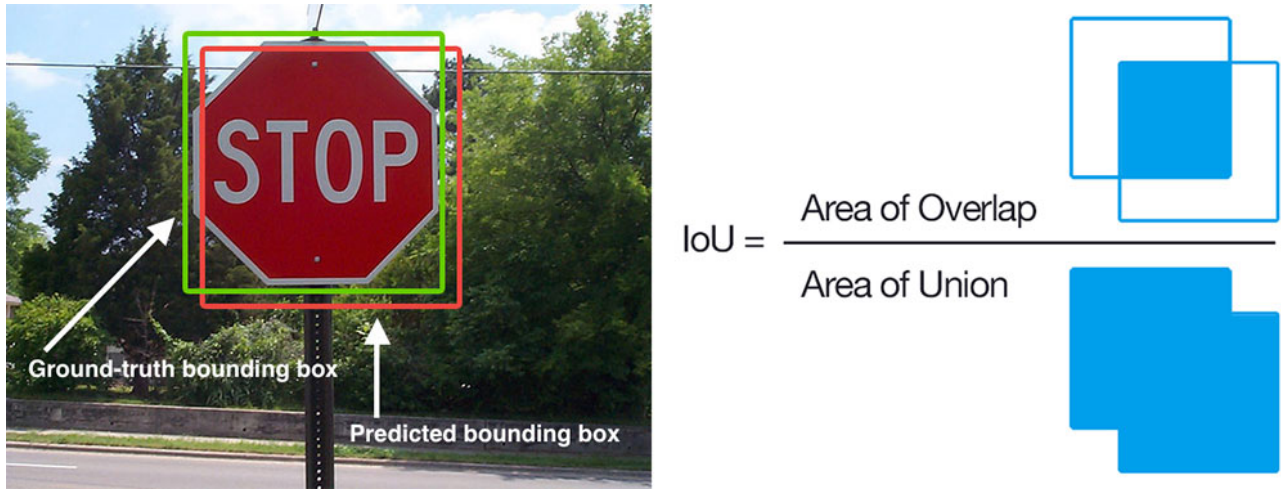 STOP
Ground-truth bounding box
Predicted bounding box
IoU =
Area of Overlap
Area of Union